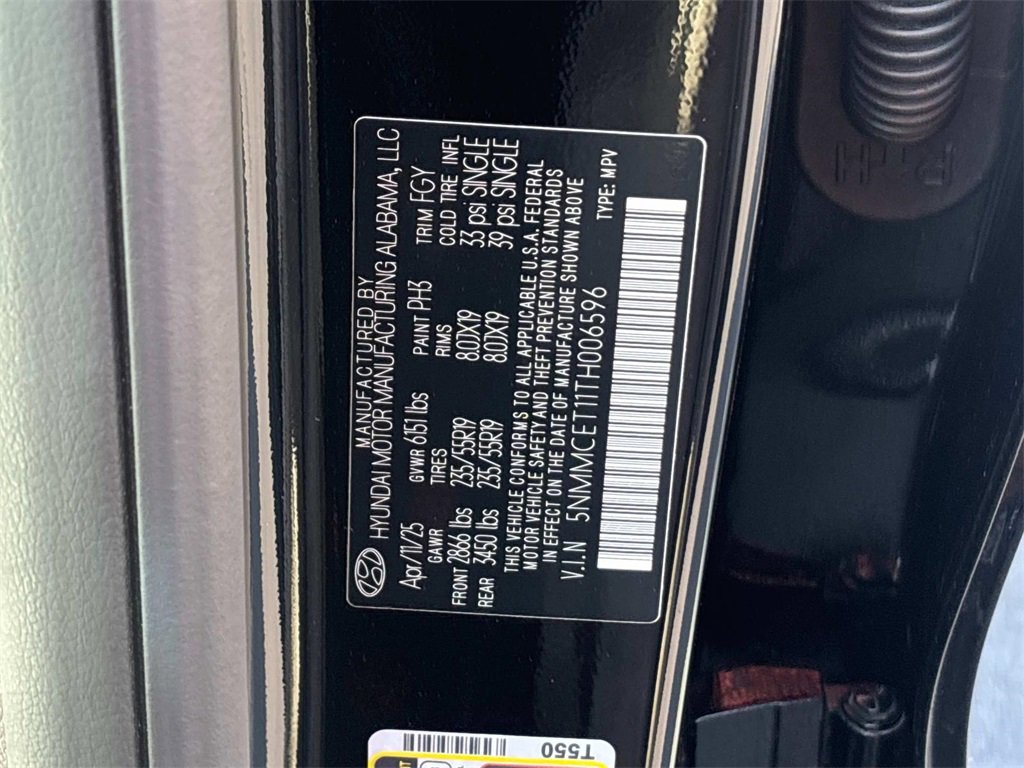 MANUFACTURED BY
HYUNDAI MOTOR MANUFACTURING ALABAMA, LLC
Apr/11/25 GVWR 6151 lbs PAINT PH3 TRIM FGY
GAWR TIRES RIMS COLD TIRE INFL
FRONT 2866 lbs 235/55R19 8.0JX19 33 psi SINGLE
REAR 3450 lbs 235/55R19 8.0JX19 39 psi SINGLE
THIS VEHICLE CONFORMS TO ALL APPLICABLE U.S.A. FEDERAL
MOTOR VEHICLE SAFETY AND THEFT PREVENTION STANDARDS
IN EFFECT ON THE DATE OF MANUFACTURE SHOWN ABOVE
V.I.N 5NMMCET11TH006596 TYPE: MPV
T550